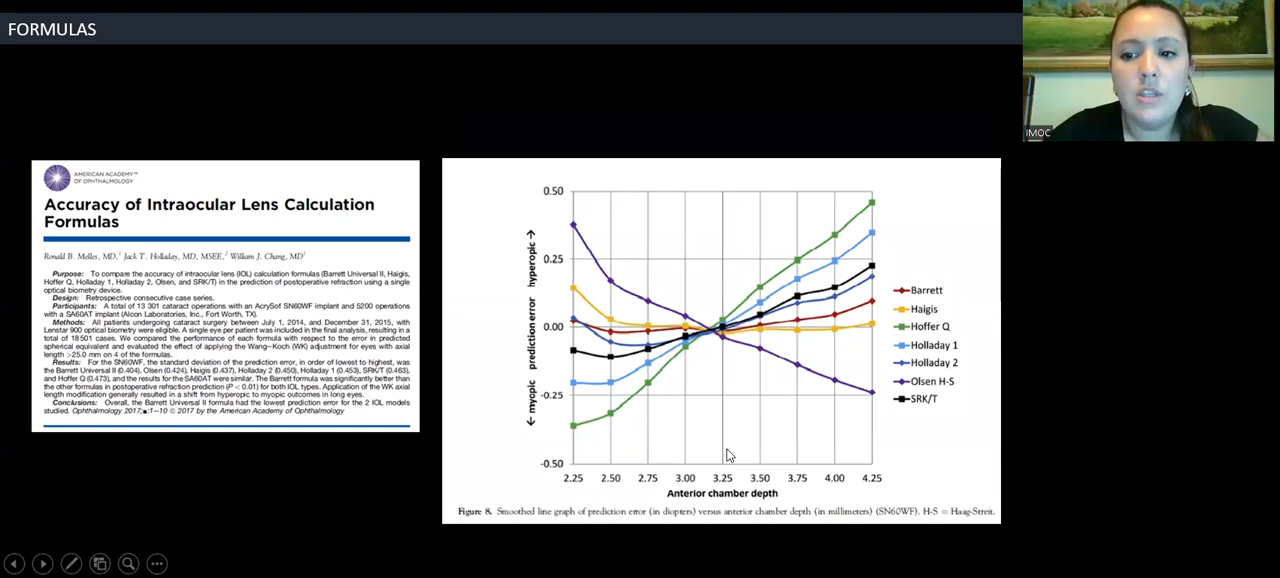 FORMULAS
IMOC
AMERICAN ACADEMY™
OF OPHTHALMOLOGY
Accuracy of Intraocular Lens Calculation
Formulas
Ronald B. Melles, MD,¹ Jack T. Holladay, MD, MSEE,² William J. Chang, MD¹
Purpose: To compare the accuracy of intraocular lens (IOL) calculation formulas (Barrett Universal II, Haigis,
Hoffer Q, Holladay 1, Holladay 2, Olsen, and SRK/T) in the prediction of postoperative refraction using a single
optical biometry device.
Design: Retrospective consecutive case series.
Participants: A total of 13 301 cataract operations with an AcrySof SN60WF implant and 5200 operations
with a SA60AT implant (Alcon Laboratories, Inc., Fort Worth, TX).
Methods: All patients undergoing cataract surgery between July 1, 2014, and December 31, 2015, with
Lenstar 900 optical biometry were eligible. A single eye per patient was included in the final analysis, resulting in a
total of 18 501 cases. We compared the performance of each formula with respect to the error in predicted
spherical equivalent and evaluated the effect of applying the Wang–Koch (WK) adjustment for eyes with axial
length >25.0 mm on 4 of the formulas.
Results: For the SN60WF, the standard deviation of the prediction error, in order of lowest to highest, was
the Barrett Universal II (0.404), Olsen (0.424), Haigis (0.437), Holladay 2 (0.450), Holladay 1 (0.453), SRK/T (0.463),
and Hoffer Q (0.473), and the results for the SA60AT were similar. The Barrett formula was significantly better than
the other formulas in postoperative refraction prediction (P < 0.01) for both IOL types. Application of the WK axial
length modification generally resulted in a shift from hyperopic to myopic outcomes in long eyes.
Conclusions: Overall, the Barrett Universal II formula had the lowest prediction error for the 2 IOL models
studied. Ophthalmology 2017;■:1–10 © 2017 by the American Academy of Ophthalmology
0.50
0.25
0.00
-0.25
-0.50
← myopic prediction error hyperopic →
2.25 2.50 2.75 3.00 3.25 3.50 3.75 4.00 4.25
Anterior chamber depth
Barrett
Haigis
Hoffer Q
Holladay 1
Holladay 2
Olsen H-S
SRK/T
Figure 8. Smoothed line graph of prediction error (in diopters) versus anterior chamber depth (in millimeters) (SN60WF). H-S = Haag-Streit.